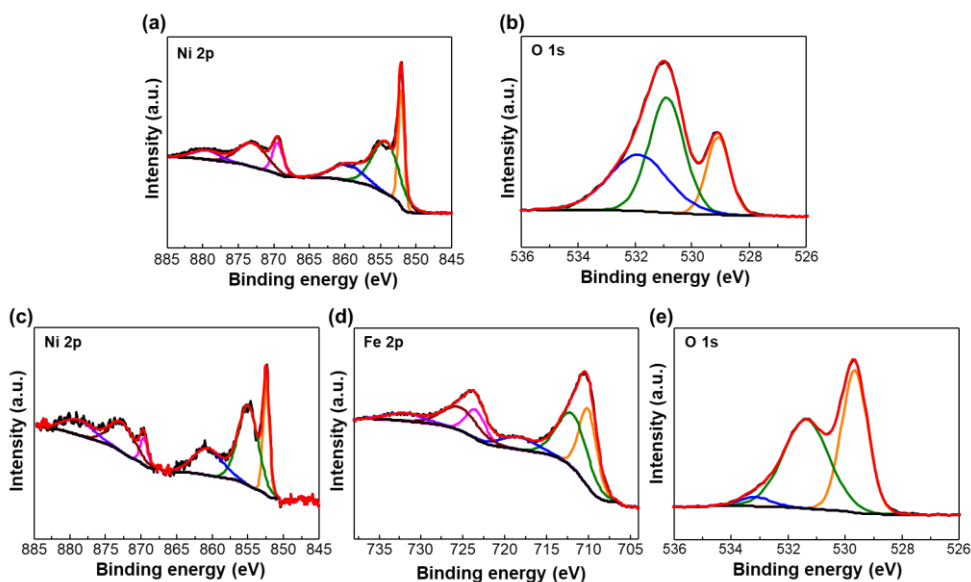 (a)
Ni 2p
Intensity (a.u.)
885 880 875 870 865 860 855 850 845
Binding energy (eV)
(b)
O 1s
Intensity (a.u.)
536 534 532 530 528 526
Binding energy (eV)
(c)
Ni 2p
Intensity (a.u.)
885 880 875 870 865 860 855 850 845
Binding energy (eV)
(d)
Fe 2p
Intensity (a.u.)
735 730 725 720 715 710 704
Binding energy (eV)
(e)
O 1s
Intensity (a.u.)
536 534 532 530 528 526
Binding energy (eV)